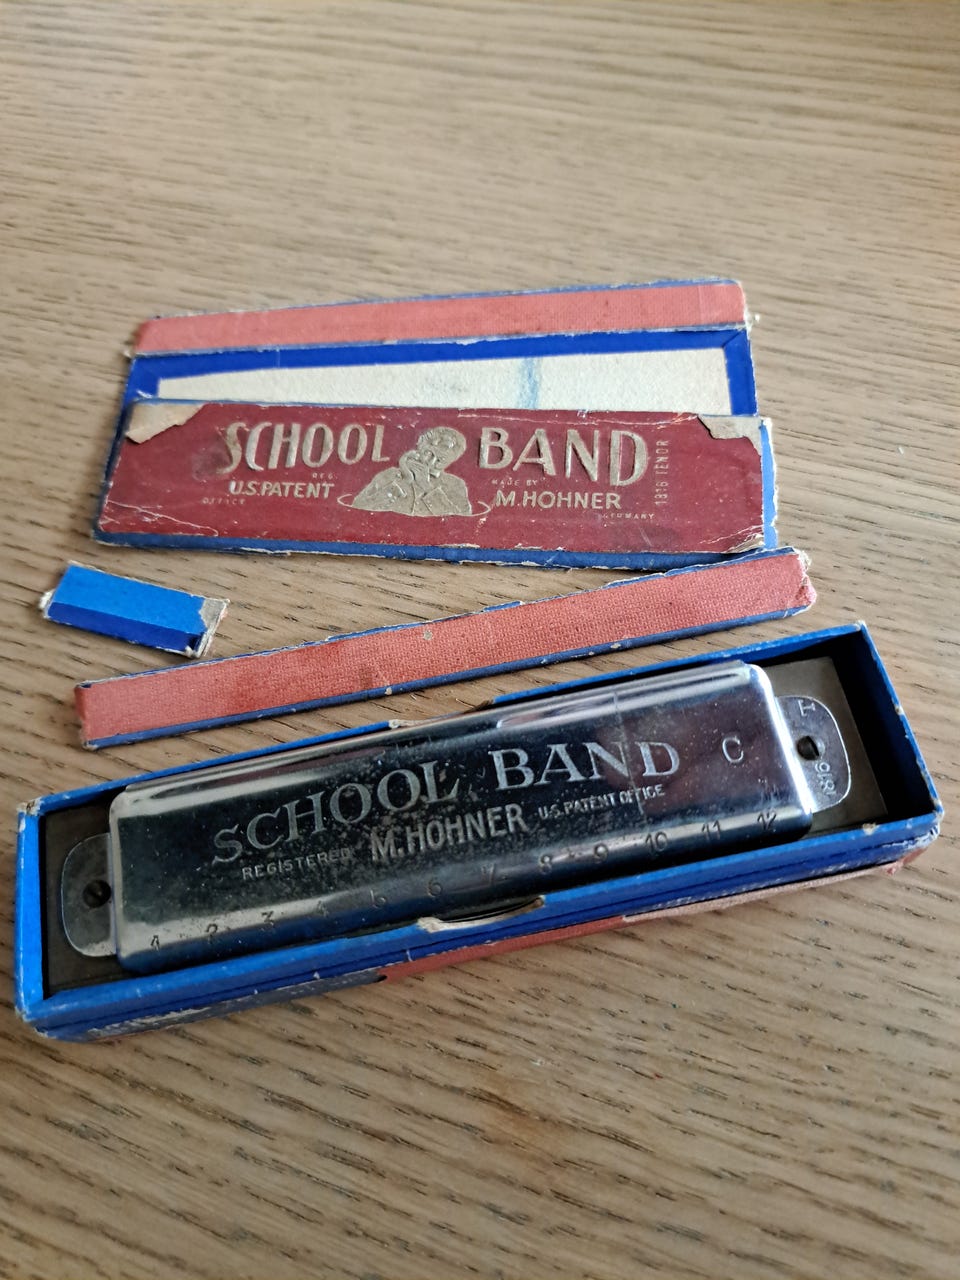 SCHOOL BAND
REG.
U.S. PATENT
OFFICE
MADE BY
M. HOHNER
GERMANY
1816 TENOR
SCHOOL BAND C
REGISTERED M. HOHNER U.S. PATENT OFFICE
1 2 3 4 5 6 7 8 9 10 11 12
T
1816